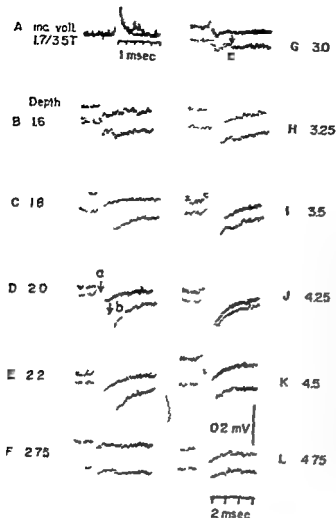 A mc. volt
1.7/3.5T
1 msec
E
G 3.0
Depth
B 1.6
H 3.25
C 1.8
I 3.5
a
D 2.0
b
J 4.25
E 2.2
K 4.5
0.2 mV
F 2.75
L 4.75
2 msec